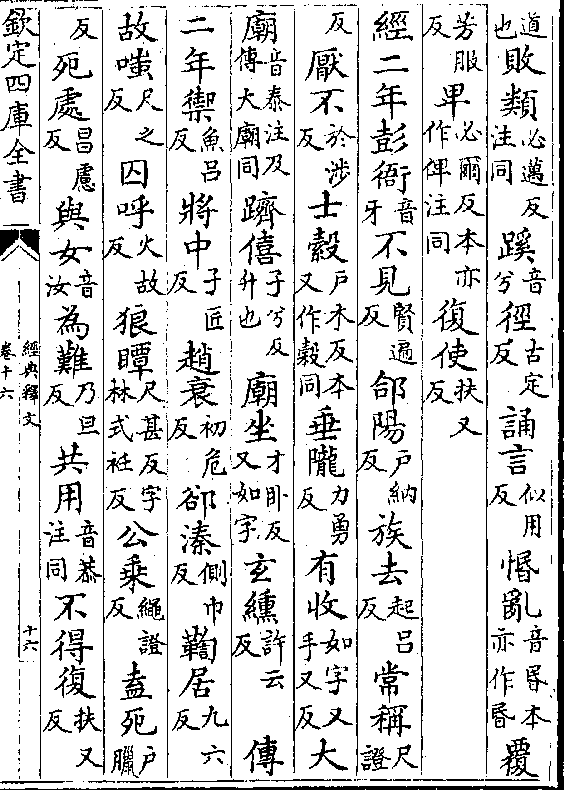 道也敗類必邁反注同蹊音兮徑古定反誦言似用反惛亂音昏本亦作昏覆
芳服反卑必爾反本亦作俾注同復使扶又反
經二年彭衙音牙不見賢遍反郃陽戶納反族去起呂反常稱尺證
反厭不於渉反士縠戶木反本又作穀同垂隴力勇反有收如字又手又反大
廟音泰注及傳大廟同躋僖子兮反升也廟坐才卧反又如字玄纁許云反傳
二年禦魚呂反將中子匠反趙衰初危反郤溱側巾反鞫居九六反
故嗤尺之反囚呼火故反狼瞫尺甚反字林式衽反公乘繩證反盍死戶臘
反死處昌慮反與女音汝為難乃旦反共用音恭注同不得復扶又反
欽定四庫全書
經典釋文
卷十六
十六